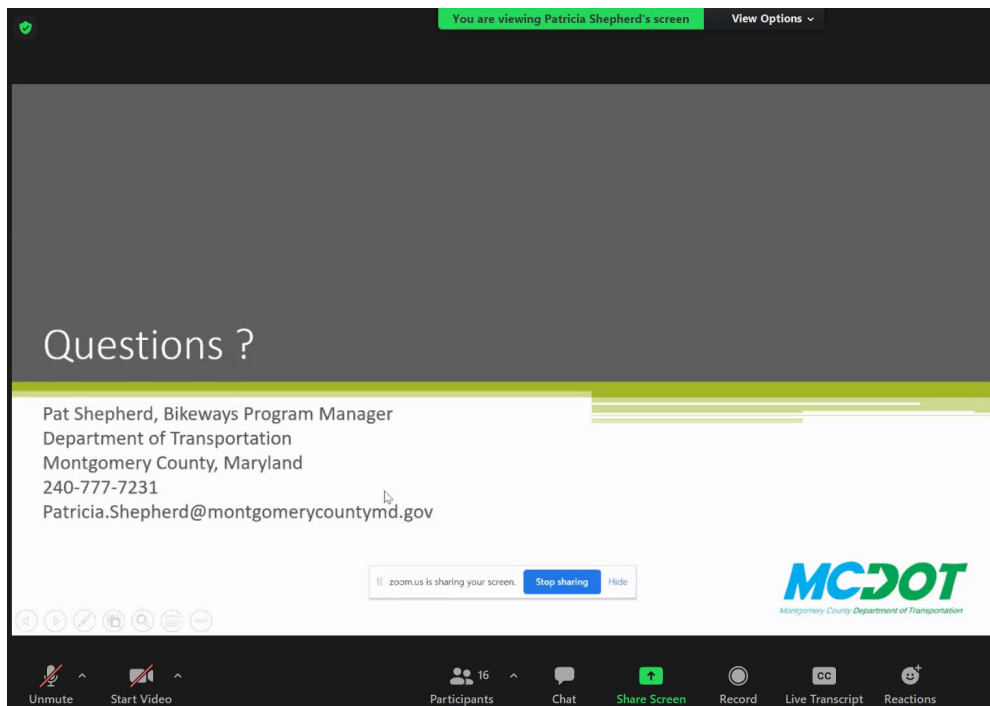 You are viewing Patricia Shepherd's screen
View Options
Questions ?
Pat Shepherd, Bikeways Program Manager
Department of Transportation
Montgomery County, Maryland
240-777-7231
Patricia.Shepherd@montgomerycountymd.gov
zoom.us is sharing your screen. Stop sharing Hide
MCDOT
Montgomery County Department of Transportation
16
CC
Unmute Start Video Participants Chat Share Screen Record Live Transcript Reactions